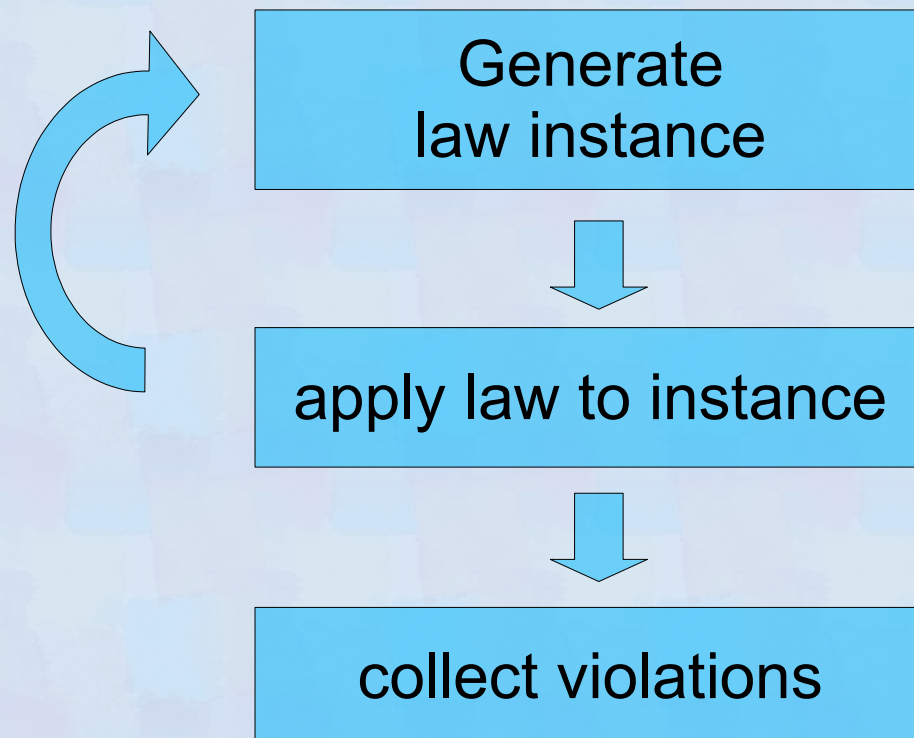 Generate
law instance
apply law to instance
collect violations